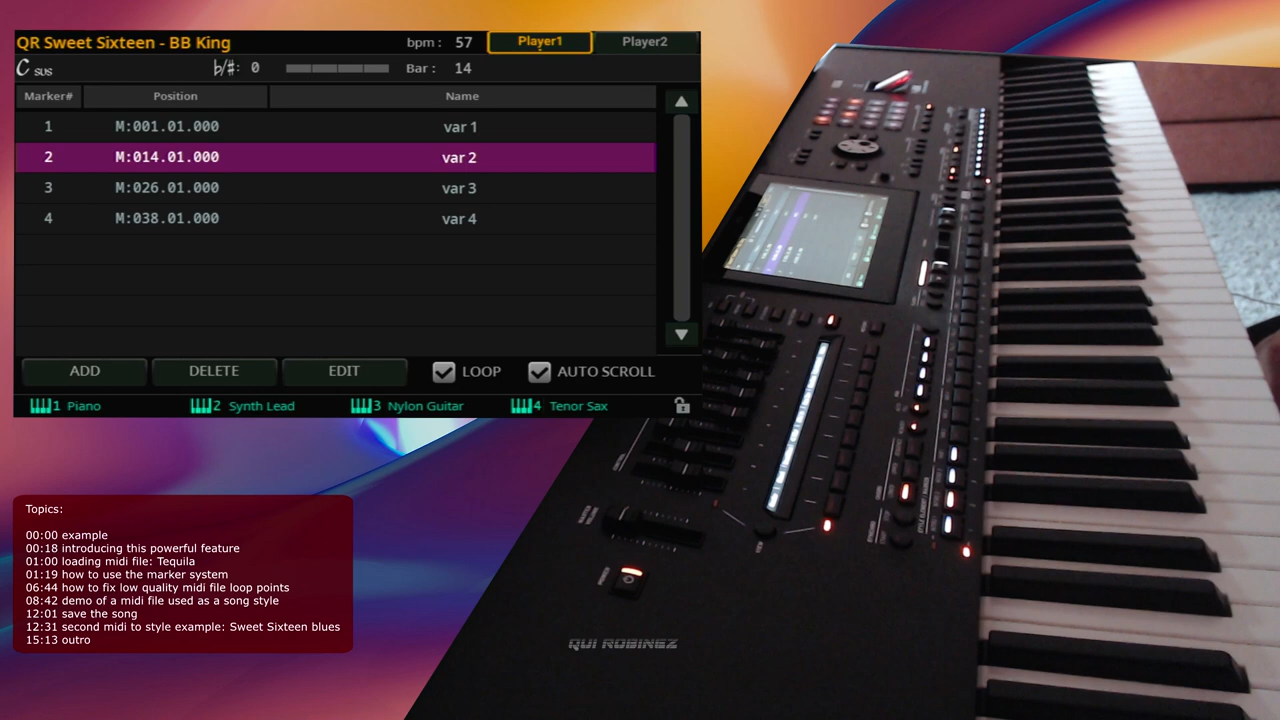 QR Sweet Sixteen - BB King bpm : 57 Player1 Player2
C sus b/#: 0 Bar : 14
Marker# Position Name
1 M:001.01.000 var 1
2 M:014.01.000 var 2
3 M:026.01.000 var 3
4 M:038.01.000 var 4
ADD DELETE EDIT LOOP AUTO SCROLL
1 Piano 2 Synth Lead 3 Nylon Guitar 4 Tenor Sax
Topics:
00:00 example
00:18 introducing this powerful feature
01:00 loading midi file: Tequila
01:19 how to use the marker system
06:44 how to fix low quality midi file loop points
08:42 demo of a midi file used as a song style
12:01 save the song
12:31 second midi to style example: Sweet Sixteen blues
15:13 outro
QUI ROBINEZ